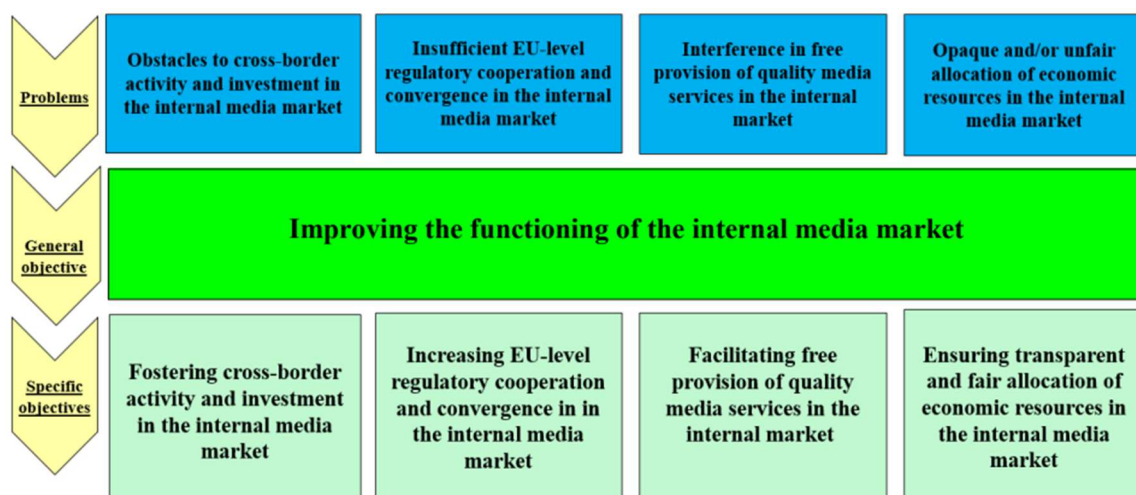 Problems
Obstacles to cross-border
activity and investment in
the internal media market
Insufficient EU-level
regulatory cooperation and
convergence in the internal
media market
Interference in free
provision of quality media
services in the internal
market
Opaque and/or unfair
allocation of economic
resources in the internal
media market
General
objective
Improving the functioning of the internal media market
Specific
objectives
Fostering cross-border
activity and investment
in the internal media
market
Increasing EU-level
regulatory cooperation
and convergence in in
the internal media
market
Facilitating free
provision of quality
media services in the
internal market
Ensuring transparent
and fair allocation of
economic resources in
the internal media
market